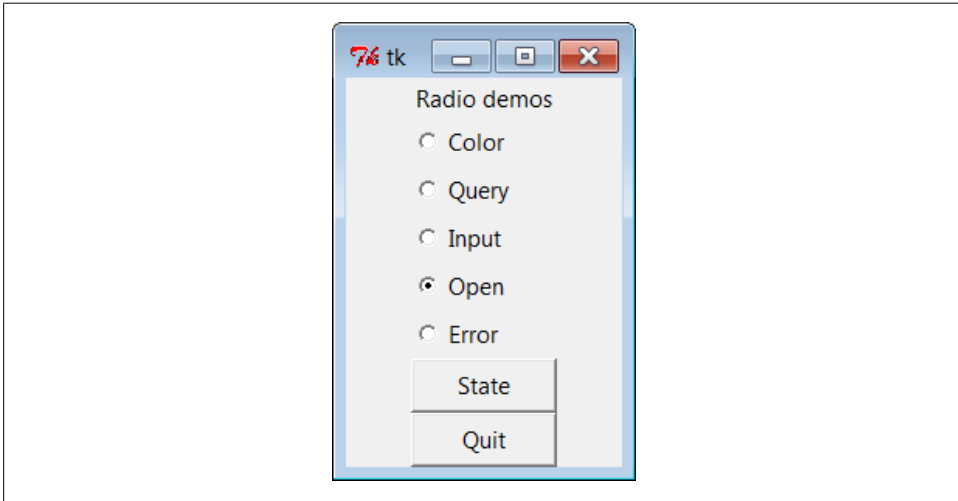 tk
Radio demos
Color
Query
Input
Open
Error
State
Quit